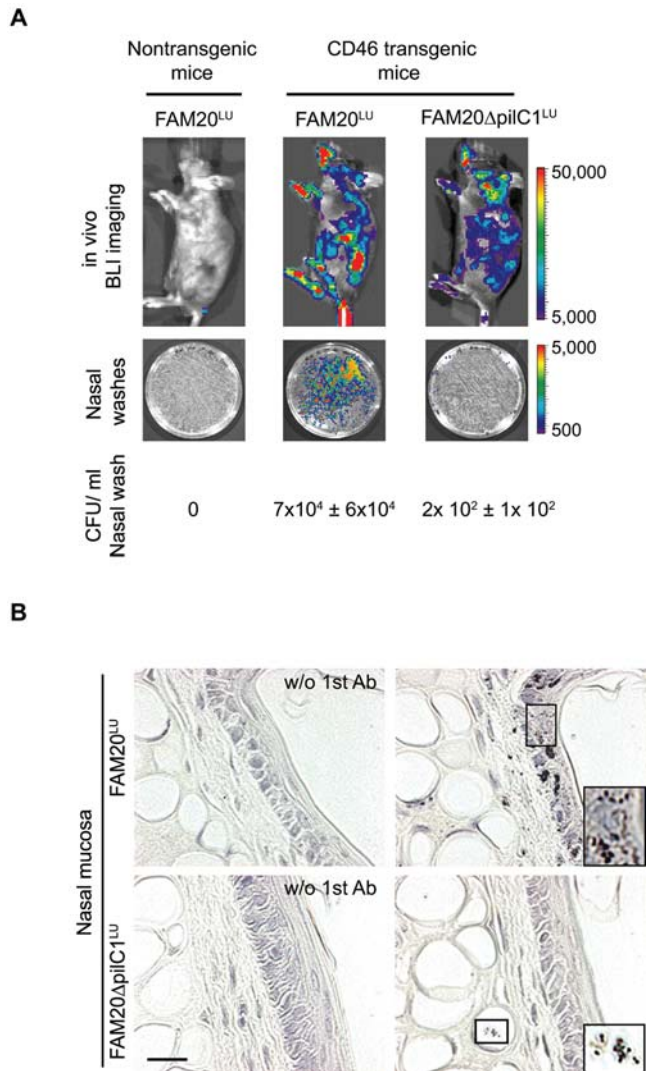 A
Nontransgenic
mice
CD46 transgenic
mice
FAM20ᴸᵁ
FAM20ᴸᵁ
FAM20ΔpilC1ᴸᵁ
in vivo
BLI imaging
50,000
5,000
Nasal
washes
5,000
500
CFU/ ml
Nasal wash
0
7x10⁴ ± 6x10⁴
2x 10² ± 1x 10²
B
Nasal mucosa
FAM20ᴸᵁ
w/o 1st Ab
FAM20ΔpilC1ᴸᵁ
w/o 1st Ab